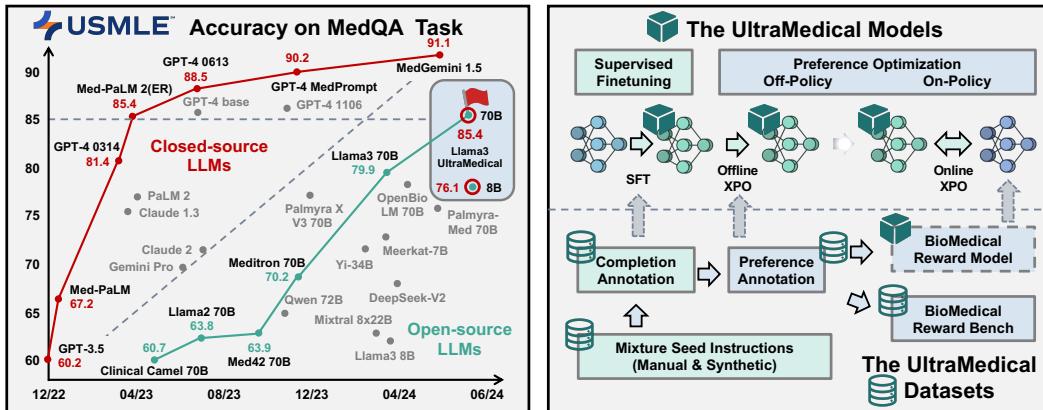 USMLE
Accuracy on MedQA Task
90
85
80
75
70
65
60
12/22
04/23
08/23
12/23
04/24
06/24
GPT-3.5
60.2
Med-PaLM
67.2
GPT-4 0314
81.4
Med-PaLM 2(ER)
85.4
GPT-4 0613
88.5
90.2
GPT-4 MedPrompt
91.1
MedGemini 1.5
GPT-4 base
GPT-4 1106
Closed-source
LLMs
PaLM 2
Claude 1.3
Claude 2
Gemini Pro
Palmyra X
V3 70B
OpenBio
LM 70B
Palmyra-
Med 70B
Meerkat-7B
Yi-34B
DeepSeek-V2
Qwen 72B
Mixtral 8x22B
Llama3 8B
60.7
Clinical Camel 70B
Llama2 70B
63.8
63.9
Med42 70B
Meditron 70B
70.2
Llama3 70B
79.9
70B
85.4
Llama3
UltraMedical
76.1
8B
Open-source
LLMs
The UltraMedical Models
Supervised
Finetuning
Preference Optimization
Off-Policy
On-Policy
SFT
Offline
XPO
Online
XPO
Completion
Annotation
Preference
Annotation
BioMedical
Reward Model
BioMedical
Reward Bench
Mixture Seed Instructions
(Manual & Synthetic)
The UltraMedical
Datasets